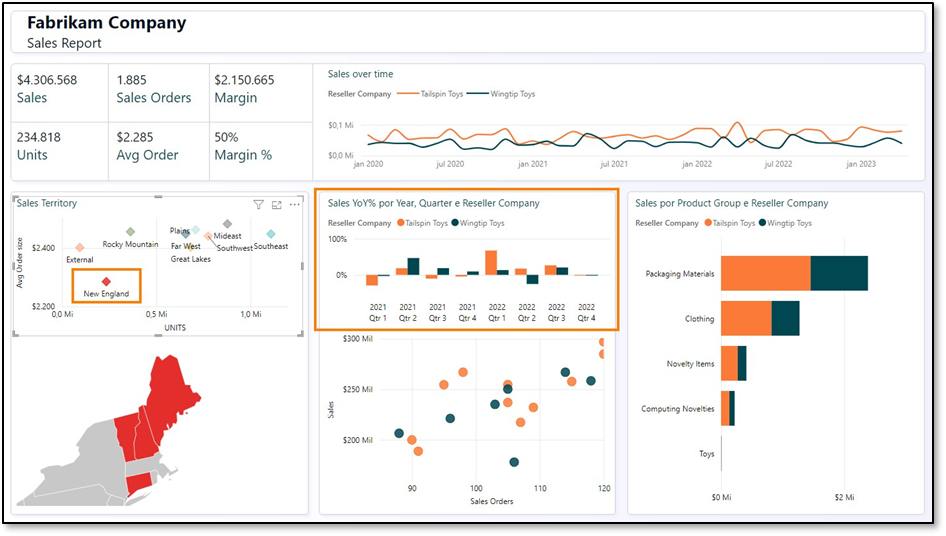 Fabrikam Company
Sales Report
$4.306.568
Sales
1.885
Sales Orders
$2.150.665
Margin
234.818
Units
$2.285
Avg Order
50%
Margin %
Sales over time
Reseller Company Tailspin Toys Wingtip Toys
$0,1 Mi
$0,0 Mi
jan 2020 jul 2020 jan 2021 jul 2021 jan 2022 jul 2022 jan 2023
Sales Territory
Avg Order size
$2.400
$2.200
Plains
Mideast
Rocky Mountain
Far West
Southwest
Southeast
External
Great Lakes
New England
0,0 Mi 0,5 Mi 1,0 Mi
UNITS
Sales YoY% por Year, Quarter e Reseller Company
Reseller Company Tailspin Toys Wingtip Toys
100%
0%
2021 2021 2021 2021 2022 2022 2022 2022
Qtr 1 Qtr 2 Qtr 3 Qtr 4 Qtr 1 Qtr 2 Qtr 3 Qtr 4
Sales
$300 Mil
$250 Mil
$200 Mil
90 100 110 120
Sales Orders
Sales por Product Group e Reseller Company
Reseller Company Tailspin Toys Wingtip Toys
Packaging Materials
Clothing
Novelty Items
Computing Novelties
Toys
$0 Mi $2 Mi